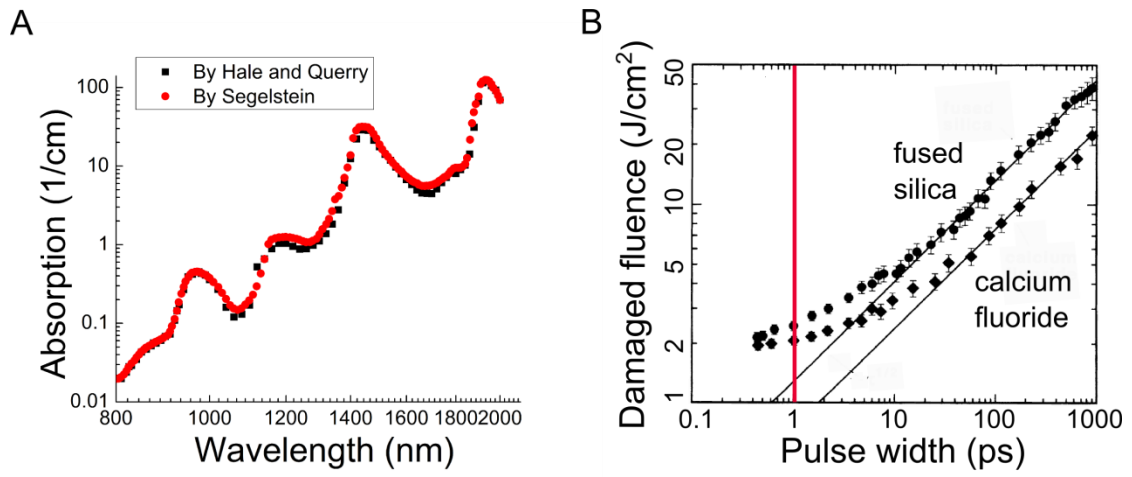 A
By Hale and Querry
By Segelstein
Absorption (1/cm)
100
10
1
0.1
0.01
800 1000 1200 1400 1600 1800 2000
Wavelength (nm)
B
Damaged fluence (J/cm²)
50
20
10
5
2
1
fused
silica
calcium
fluoride
0.1 1 10 100 1000
Pulse width (ps)